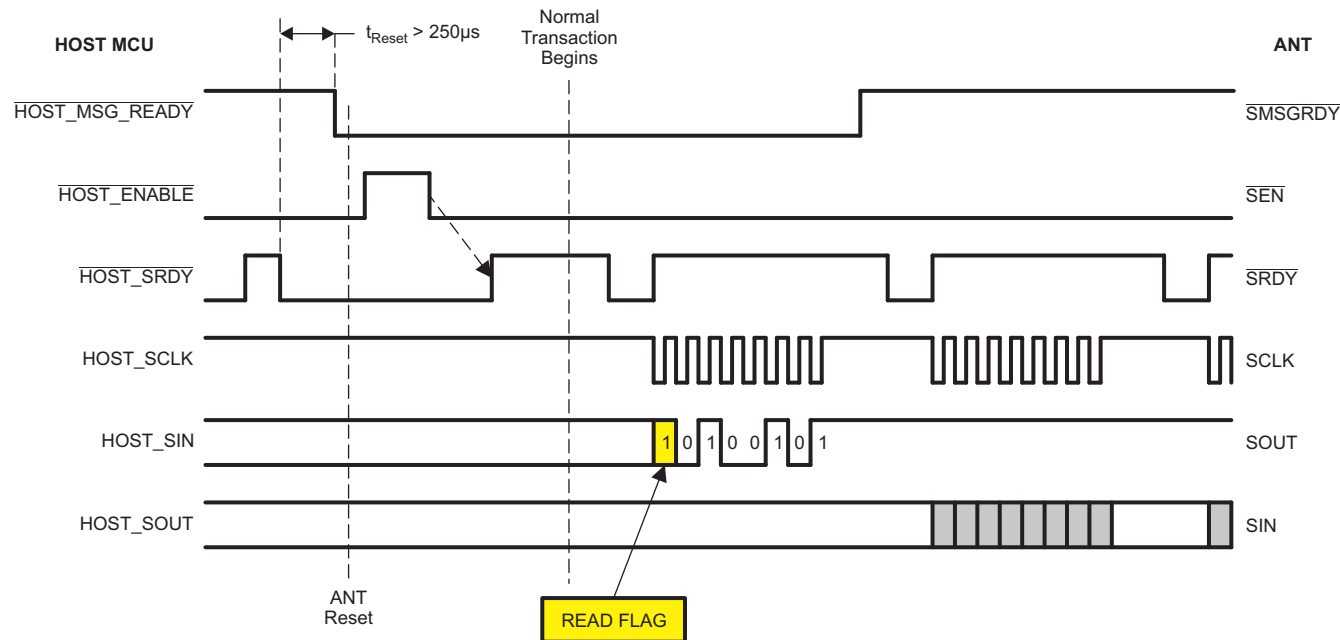 HOST MCU
t_Reset > 250µs
Normal
Transaction
Begins
ANT
HOST_MSG_READY
SMSGRDY
HOST_ENABLE
SEN
HOST_SRDY
SRDY
HOST_SCLK
SCLK
HOST_SIN
1 0 1 0 0 1 0 1
SOUT
HOST_SOUT
SIN
ANT
Reset
READ FLAG